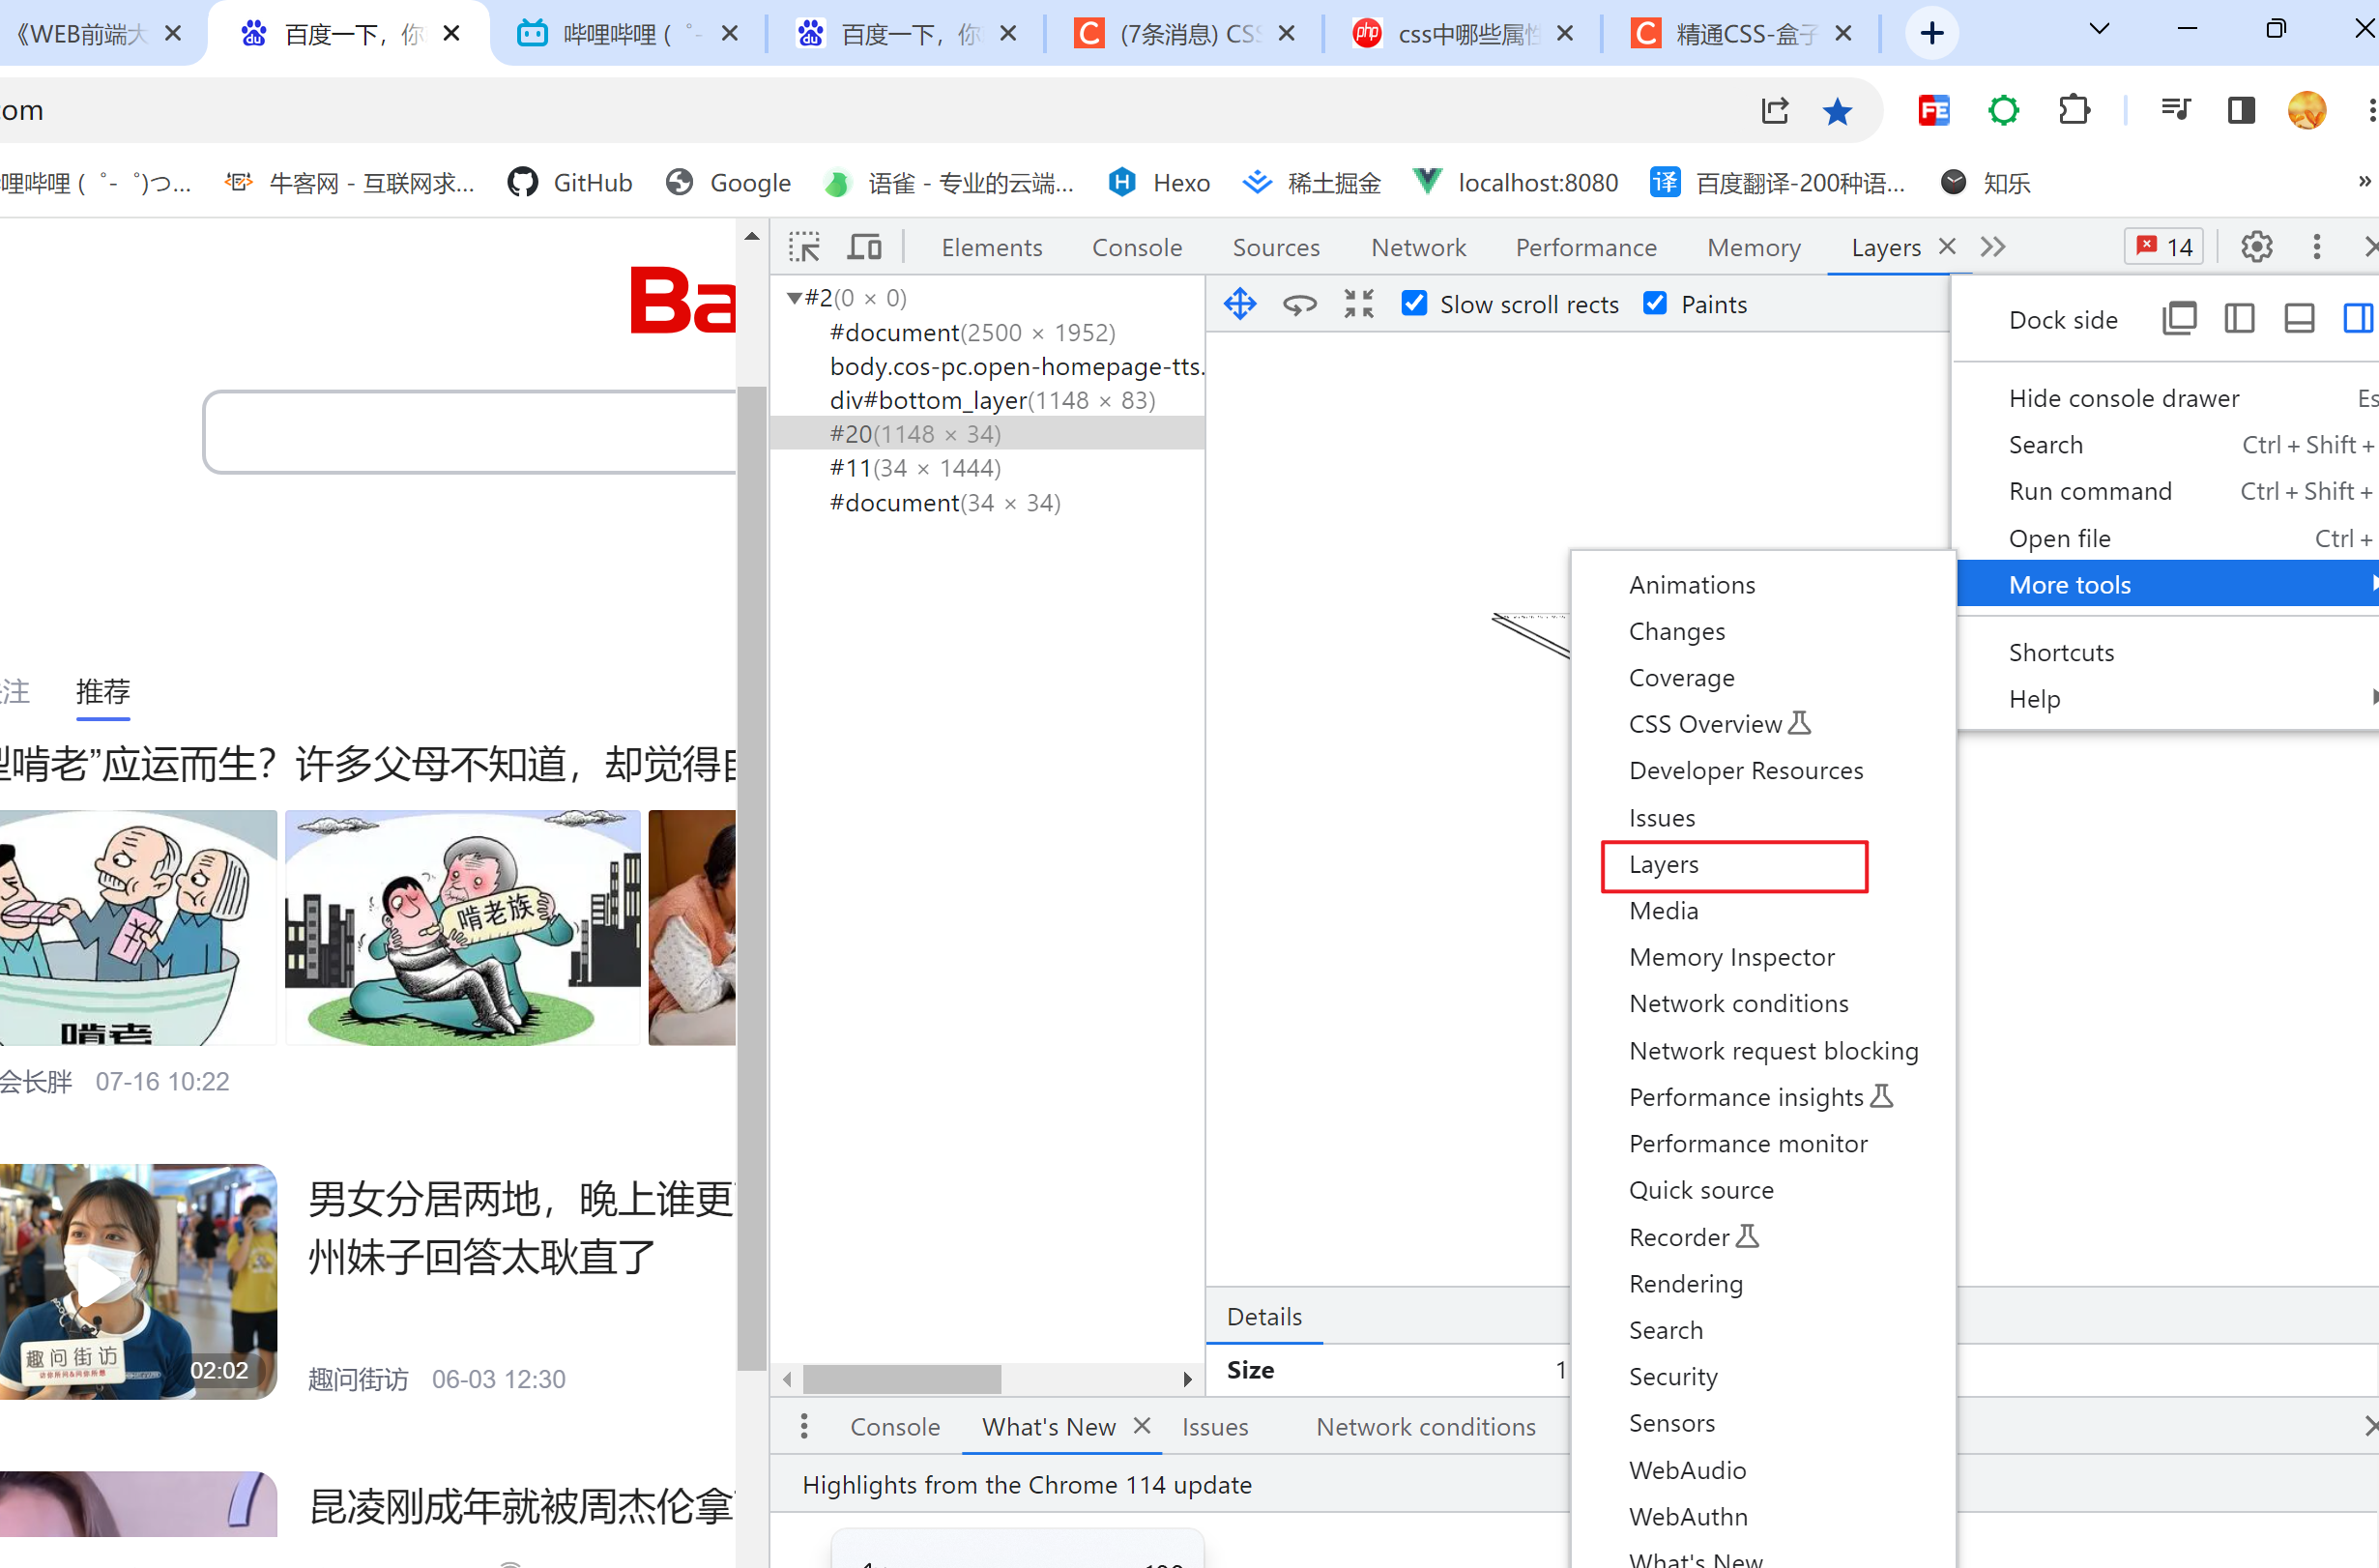 《WEB前端大
百度一下，你
哔哩哔哩 (゜-
百度一下，你
(7条消息) CSS
css中哪些属性
精通CSS-盒子
com
哩哔哩 (゜-゜)つ...
牛客网 - 互联网求...
GitHub
Google
语雀 - 专业的云端...
Hexo
稀土掘金
localhost:8080
百度翻译-200种语...
知乐
Elements
Console
Sources
Network
Performance
Memory
Layers
14
Ba
#2(0 × 0)
#document(2500 × 1952)
body.cos-pc.open-homepage-tts.
div#bottom_layer(1148 × 83)
#20(1148 × 34)
#11(34 × 1444)
#document(34 × 34)
Slow scroll rects
Paints
Dock side
Hide console drawer Es
Search Ctrl + Shift +
Run command Ctrl + Shift +
Open file Ctrl +
More tools
Shortcuts
Help
Animations
Changes
Coverage
CSS Overview
Developer Resources
Issues
Layers
Media
Memory Inspector
Network conditions
Network request blocking
Performance insights
Performance monitor
Quick source
Recorder
Rendering
Search
Security
Sensors
WebAudio
WebAuthn
What's New
注 推荐
啃老”应运而生？许多父母不知道，却觉得自
啃老
啃老族
会长胖 07-16 10:22
男女分居两地，晚上谁更
州妹子回答太耿直了
趣问街访
02:02
趣问街访 06-03 12:30
昆凌刚成年就被周杰伦拿
Details
Size 1
Console
What's New
Issues
Network conditions
Highlights from the Chrome 114 update